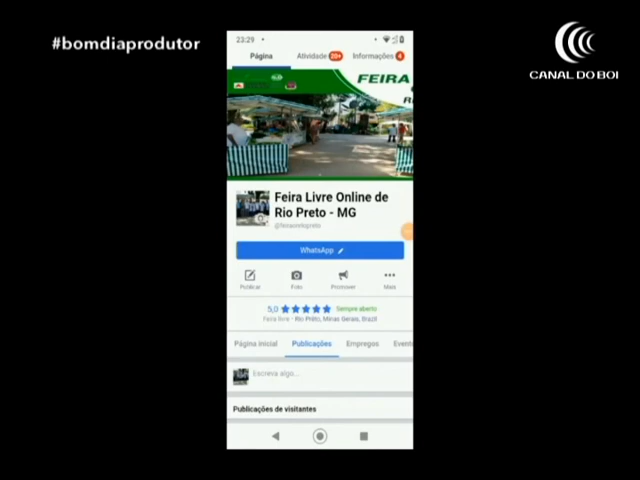 #bomdiaprodutor
CANAL DO BOI
23:29
Página
Atividade 20+
Informações 4
FEIRA
Feira Livre Online de
Rio Preto - MG
WhatsApp
Publicar
Foto
Promover
Mais
5,0
Sempre aberto
Feira livre · Rio Preto, Minas Gerais, Brazil
Página inicial
Publicações
Empregos
Event
Escreva algo...
Publicações de visitantes